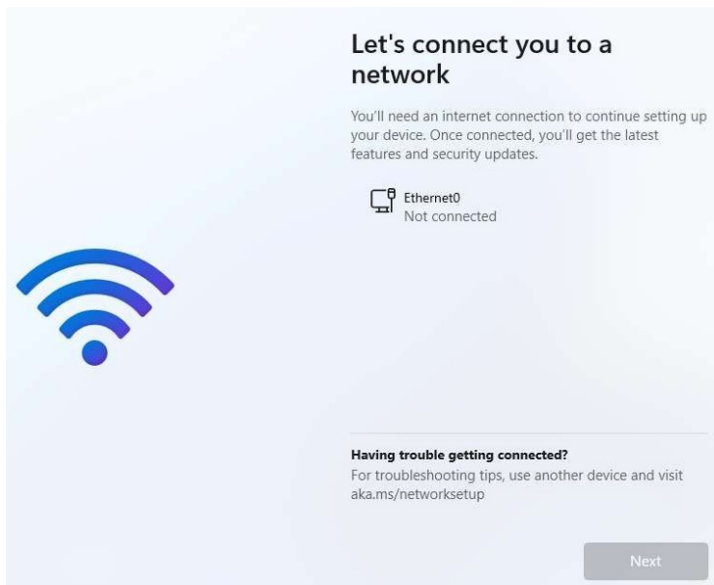 Let's connect you to a
network
You'll need an internet connection to continue setting up
your device. Once connected, you'll get the latest
features and security updates.
Ethernet0
Not connected
Having trouble getting connected?
For troubleshooting tips, use another device and visit
aka.ms/networksetup
Next